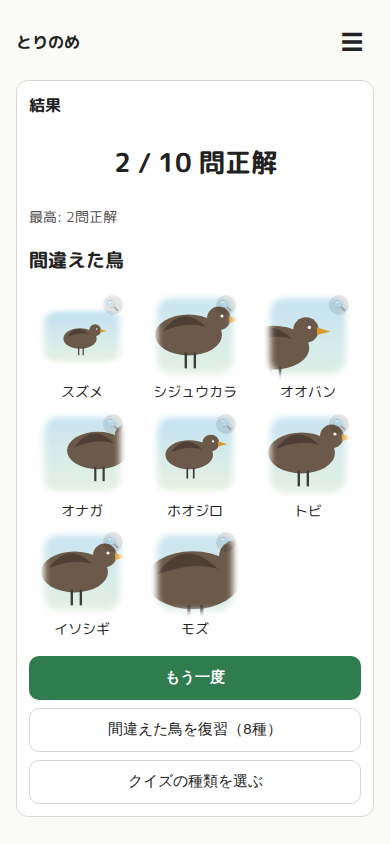 とりのめ
結果
2 / 10 問正解
最高: 2問正解
間違えた鳥
スズメ
シジュウカラ
オオバン
オナガ
ホオジロ
トビ
イソシギ
モズ
もう一度
間違えた鳥を復習（8種）
クイズの種類を選ぶ